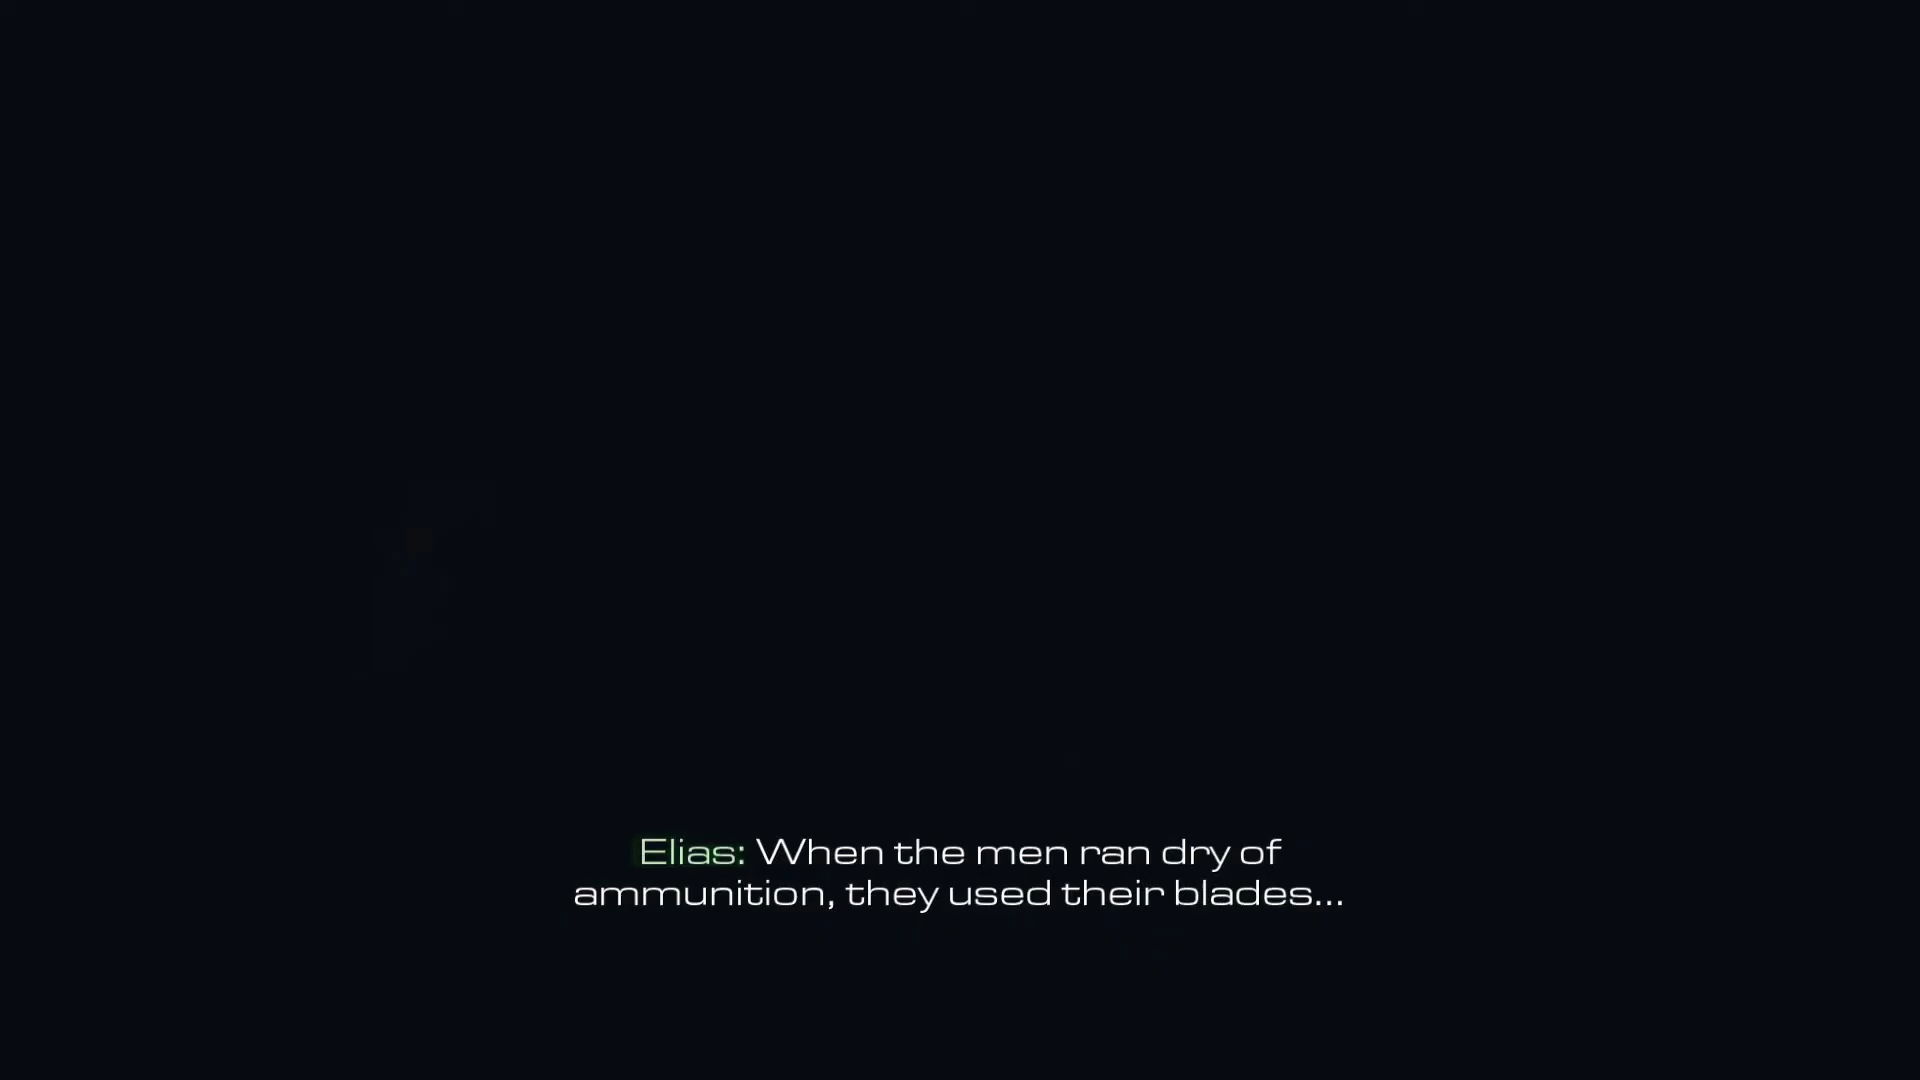 Elias: When the men ran dry of
ammunition, they used their blades...